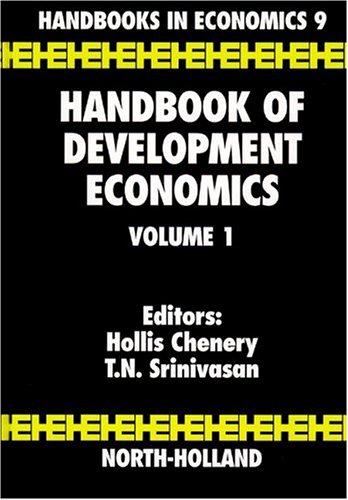 HANDBOOKS IN ECONOMICS 9
HANDBOOK OF
DEVELOPMENT
ECONOMICS
VOLUME 1
Editors:
Hollis Chenery
T.N. Srinivasan
NORTH-HOLLAND